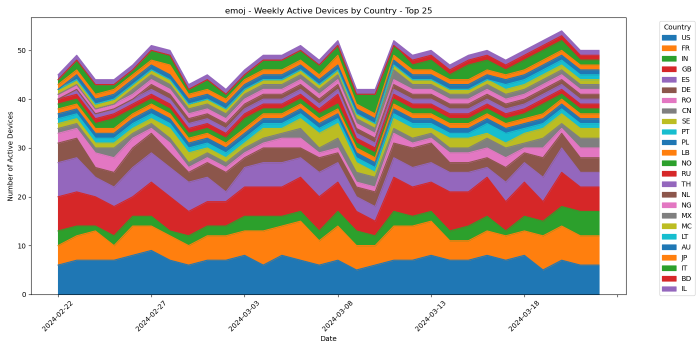 emoj - Weekly Active Devices by Country - Top 25
Number of Active Devices
50
40
30
20
10
0
2024-02-22
2024-02-27
2024-03-03
2024-03-08
2024-03-13
2024-03-18
Date
Country
US
FR
IN
GB
ES
DE
RO
CN
SE
PT
PL
LB
NO
RU
TH
NL
NG
MX
MC
LT
AU
JP
IT
BD
IL